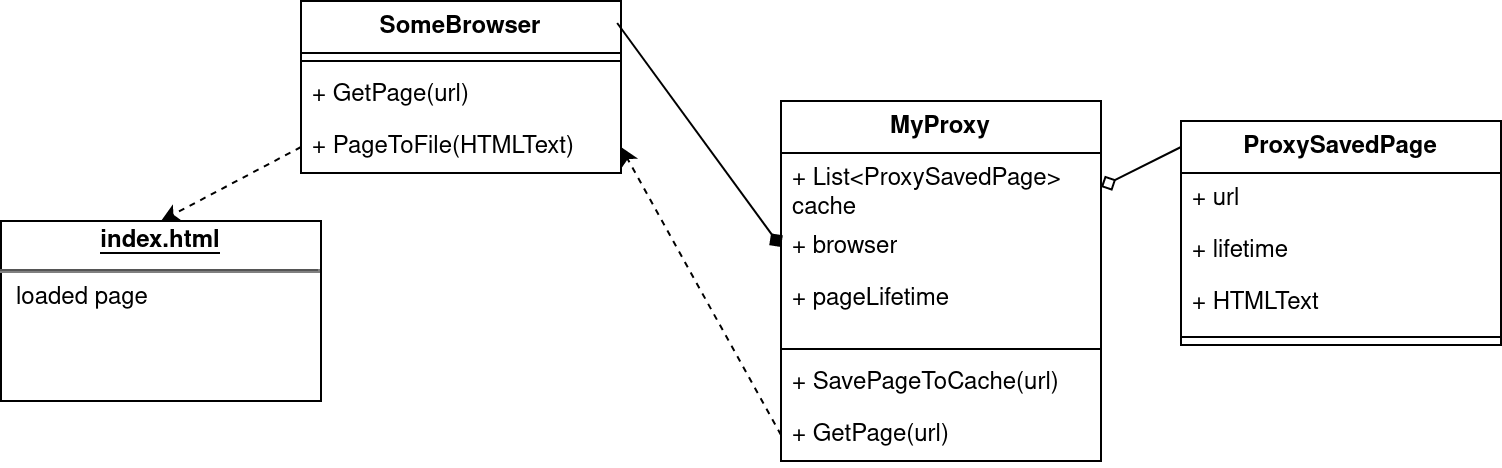 SomeBrowser
+ GetPage(url)
+ PageToFile(HTMLText)
index.html
loaded page
MyProxy
+ List<ProxySavedPage>
cache
+ browser
+ pageLifetime
+ SavePageToCache(url)
+ GetPage(url)
ProxySavedPage
+ url
+ lifetime
+ HTMLText